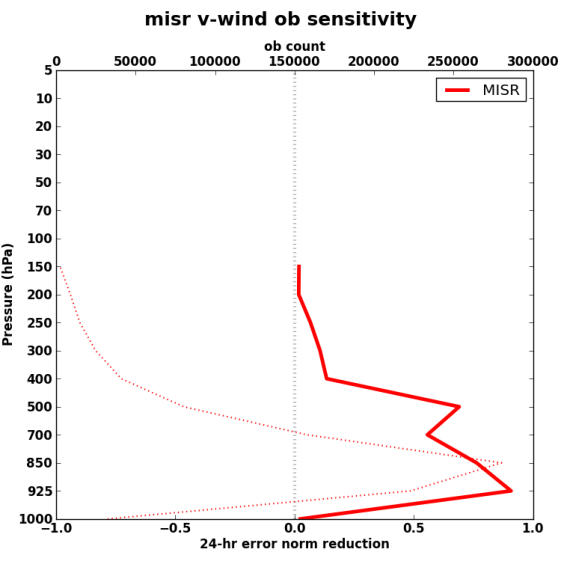 misr v-wind ob sensitivity
ob count
0 50000 100000 150000 200000 250000 300000
MISR
Pressure (hPa)
5
10
20
30
50
70
100
150
200
250
300
400
500
700
850
925
1000
−1.0 −0.5 0.0 0.5 1.0
24-hr error norm reduction